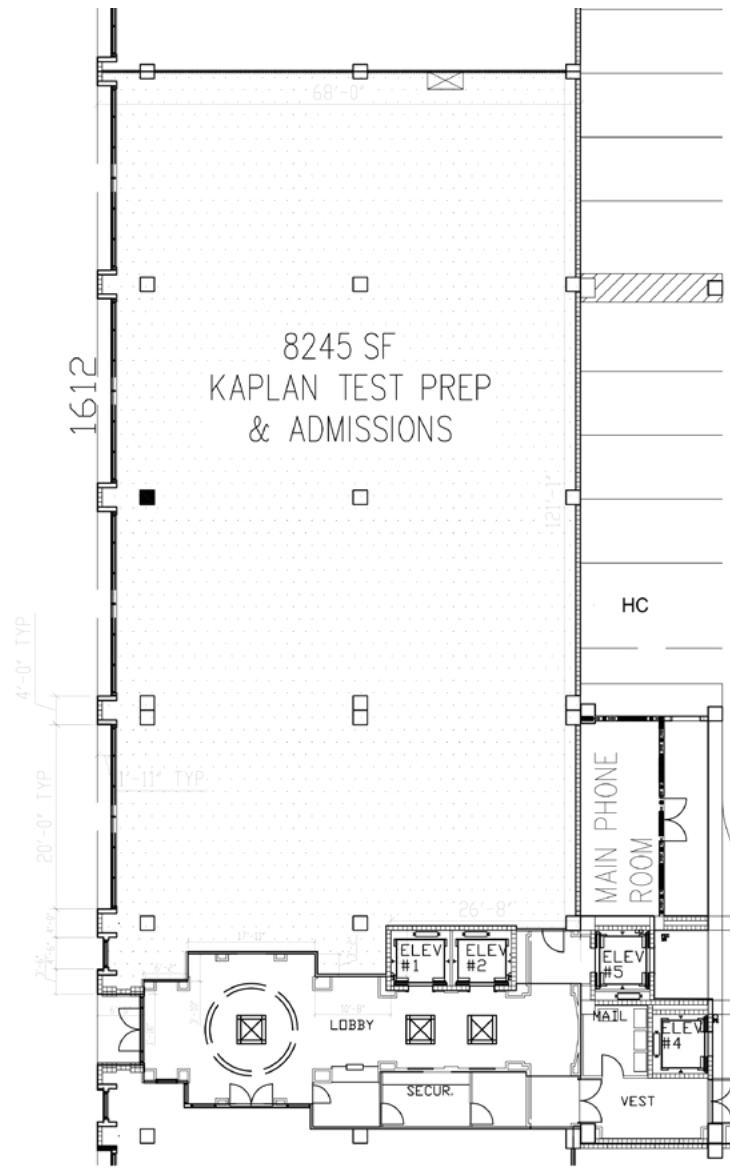 68'-0"
8245 SF
KAPLAN TEST PREP
& ADMISSIONS
1612
121'-1"
HC
4'-0" TYP
1'-11" TYP
20'-0" TYP
MAIN PHONE
ROOM
26'-8"
ELEV
#1
ELEV
#2
ELEV
#5
LOBBY
MAIL
ELEV
#4
SECUR.
VEST
10'-8"